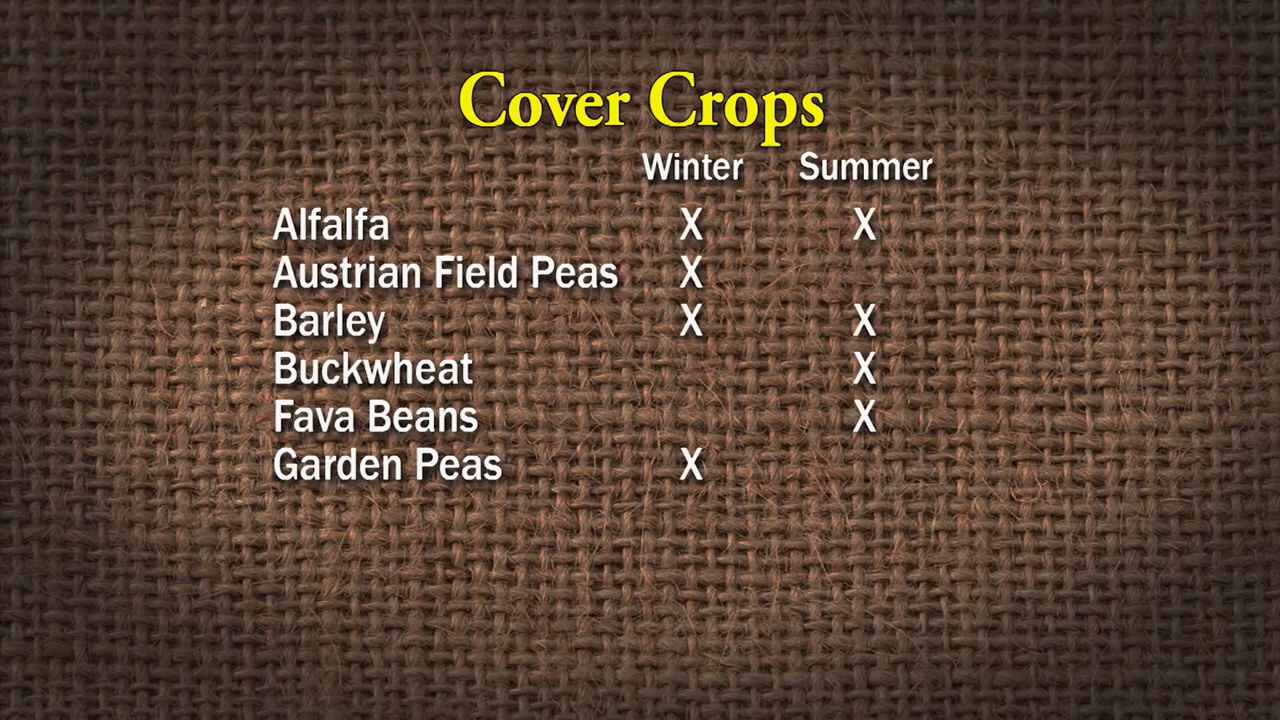 Cover Crops
Winter Summer
Alfalfa X X
Austrian Field Peas X
Barley X X
Buckwheat X
Fava Beans X
Garden Peas X